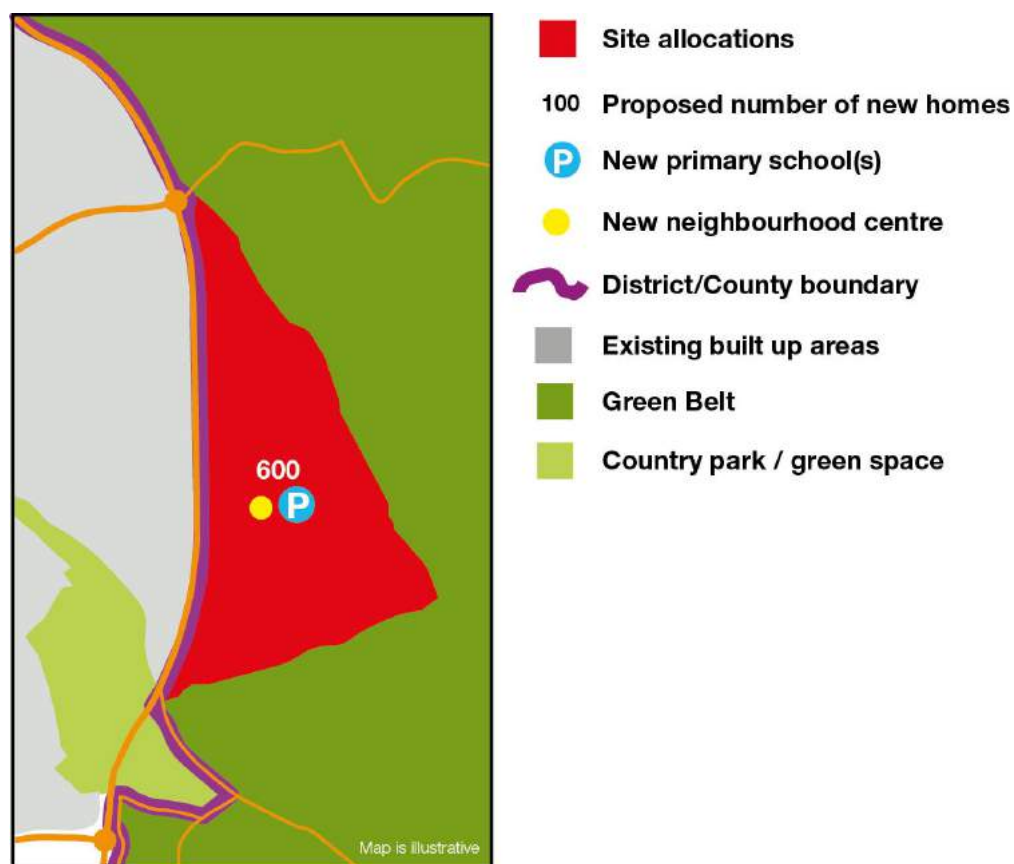 600
P
Map is illustrative
Site allocations
100 Proposed number of new homes
P New primary school(s)
New neighbourhood centre
District/County boundary
Existing built up areas
Green Belt
Country park / green space